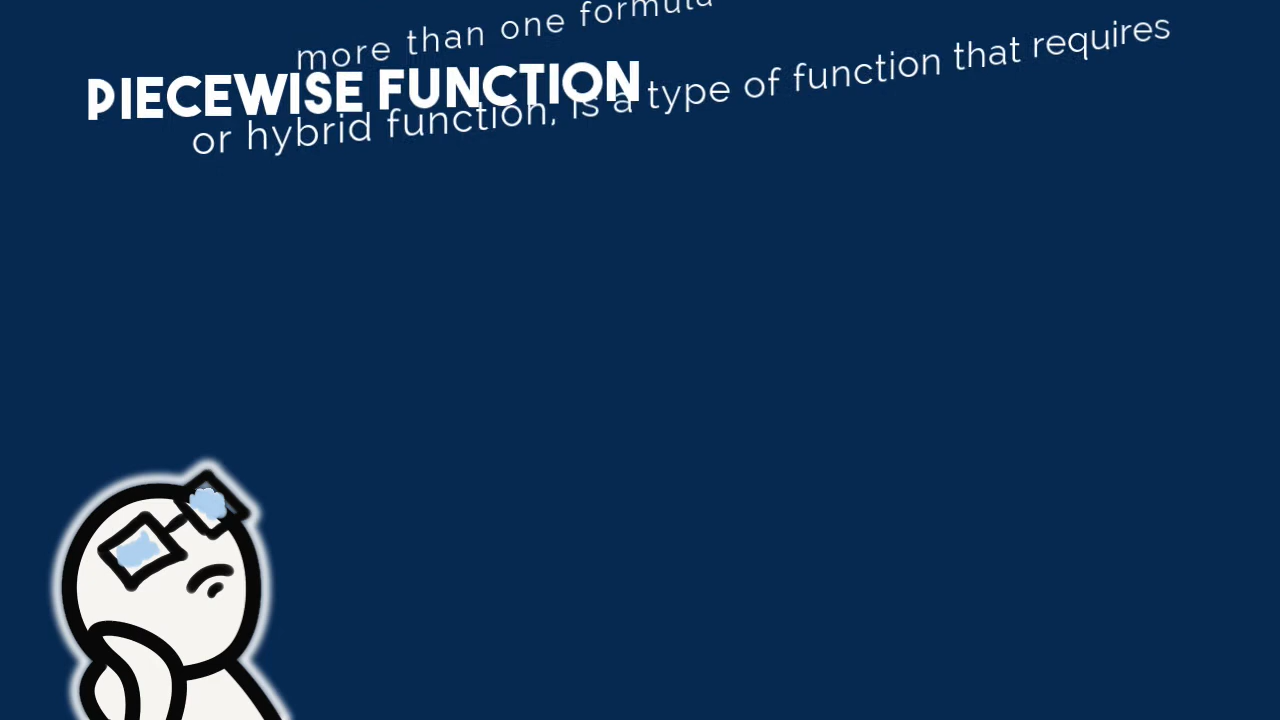 more than one formula
PIECEWISE FUNCTION
or hybrid function, is a type of function that requires